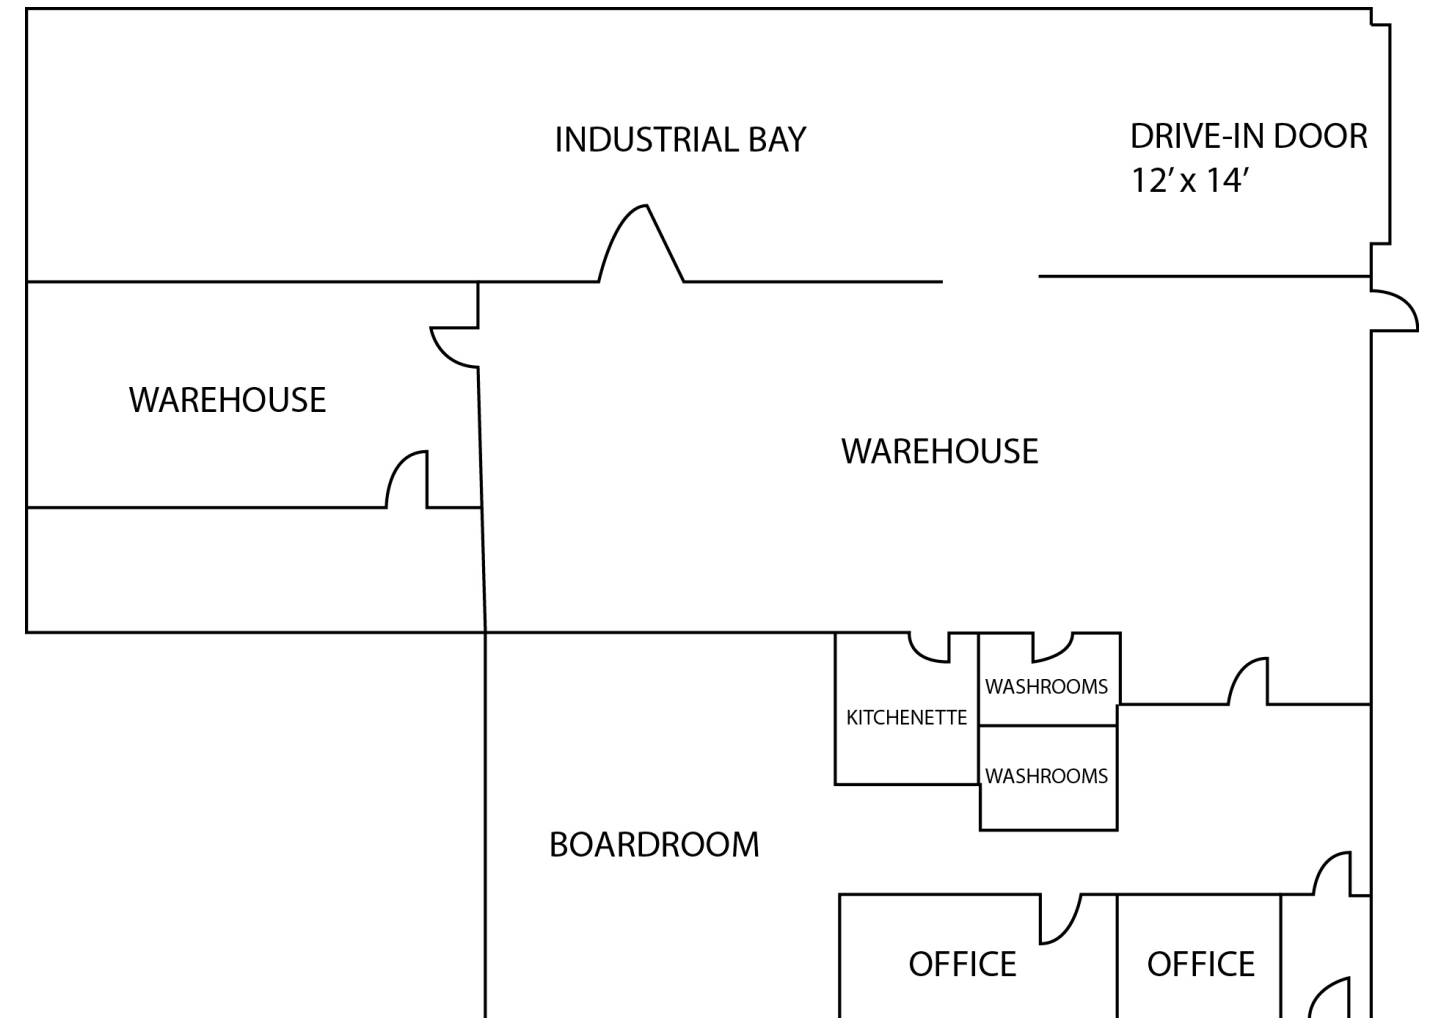 INDUSTRIAL BAY
DRIVE-IN DOOR
12’ x 14’
WAREHOUSE
WAREHOUSE
WASHROOMS
KITCHENETTE
WASHROOMS
BOARDROOM
OFFICE
OFFICE